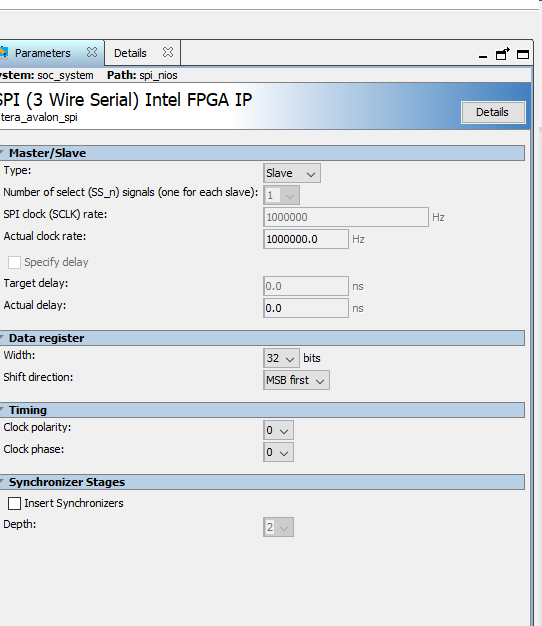 Parameters Details
ystem: soc_system Path: spi_nios
SPI (3 Wire Serial) Intel FPGA IP
tera_avalon_spi
Details
Master/Slave
Type: Slave
Number of select (SS_n) signals (one for each slave): 1
SPI clock (SCLK) rate: 1000000 Hz
Actual clock rate: 1000000.0 Hz
Specify delay
Target delay: 0.0 ns
Actual delay: 0.0 ns
Data register
Width: 32 bits
Shift direction: MSB first
Timing
Clock polarity: 0
Clock phase: 0
Synchronizer Stages
Insert Synchronizers
Depth: 2